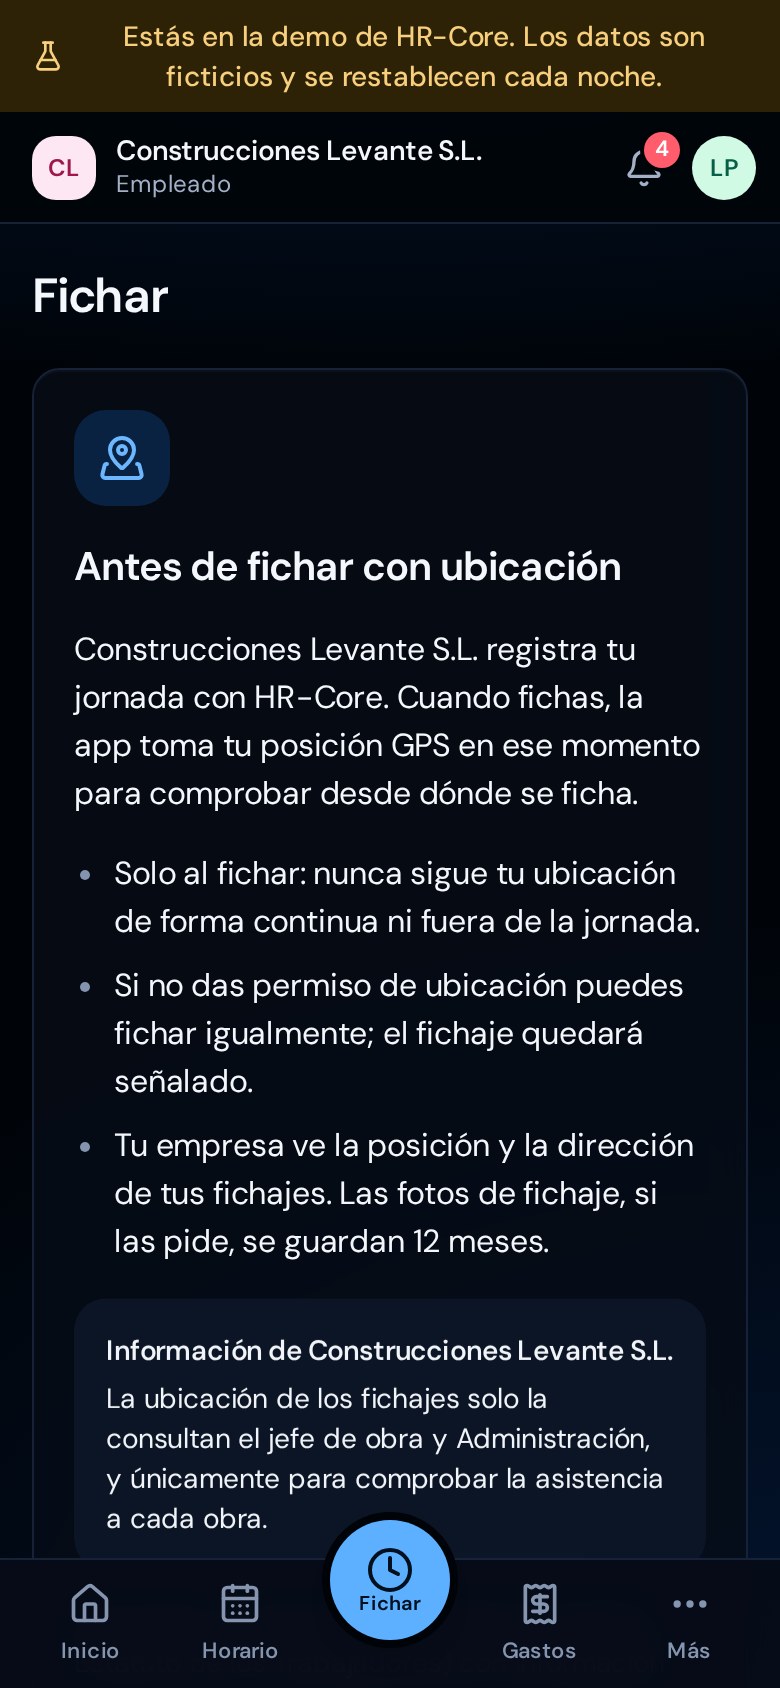 Estás en la demo de HR-Core. Los datos son
ficticios y se restablecen cada noche.
CL
Construcciones Levante S.L.
Empleado
4
LP
Fichar
Antes de fichar con ubicación
Construcciones Levante S.L. registra tu
jornada con HR-Core. Cuando fichas, la
app toma tu posición GPS en ese momento
para comprobar desde dónde se ficha.
Solo al fichar: nunca sigue tu ubicación
de forma continua ni fuera de la jornada.
Si no das permiso de ubicación puedes
fichar igualmente; el fichaje quedará
señalado.
Tu empresa ve la posición y la dirección
de tus fichajes. Las fotos de fichaje, si
las pide, se guardan 12 meses.
Información de Construcciones Levante S.L.
La ubicación de los fichajes solo la
consultan el jefe de obra y Administración,
y únicamente para comprobar la asistencia
a cada obra.
Inicio
Horario
Fichar
Gastos
Más